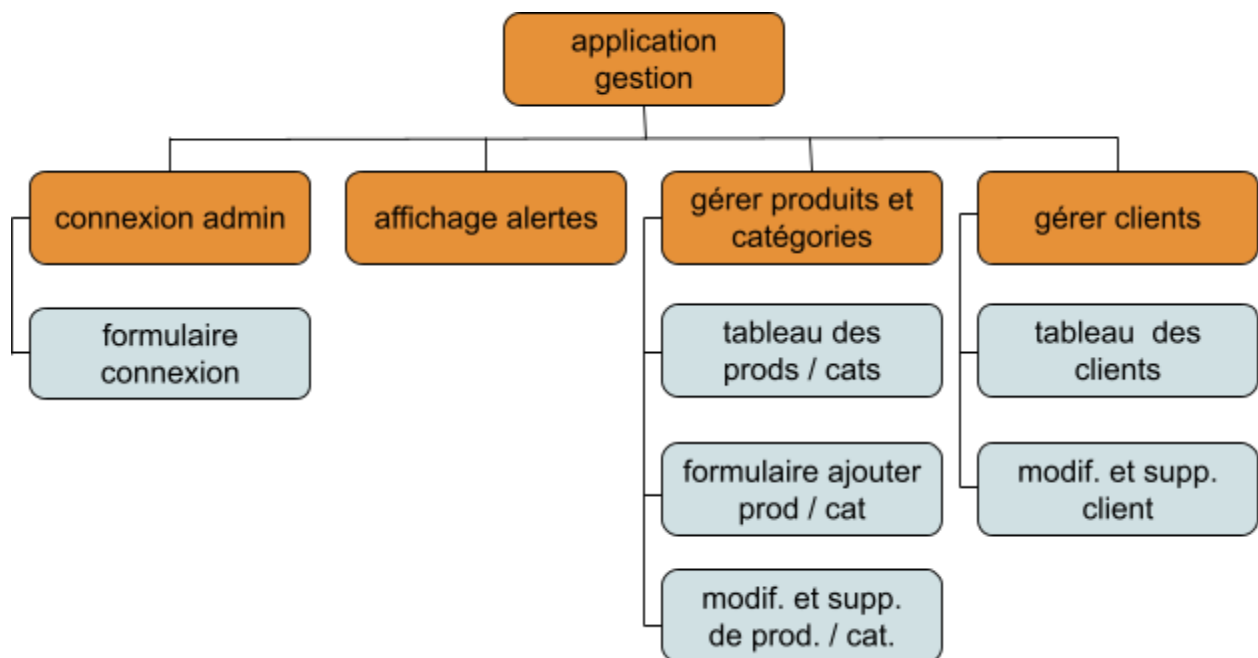 application
gestion
connexion admin
affichage alertes
gérer produits et
catégories
gérer clients
formulaire
connexion
tableau des
prods / cats
tableau des
clients
formulaire ajouter
prod / cat
modif. et supp.
client
modif. et supp.
de prod. / cat.